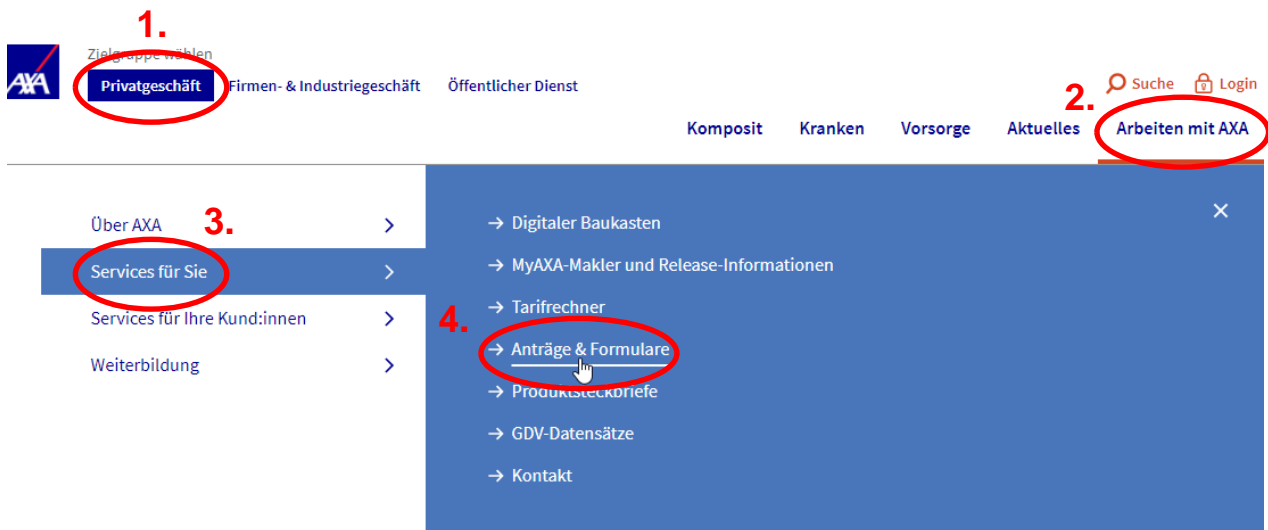 1.
Zielgruppe wählen
AXA
Privatgeschäft
Firmen- & Industriegeschäft
Öffentlicher Dienst
Suche
Login
2.
Komposit
Kranken
Vorsorge
Aktuelles
Arbeiten mit AXA
Über AXA
3.
Services für Sie
Services für Ihre Kund:innen
Weiterbildung
→ Digitaler Baukasten
→ MyAXA-Makler und Release-Informationen
→ Tarifrechner
4.
→ Anträge & Formulare
→ Produktsteckbriefe
→ GDV-Datensätze
→ Kontakt